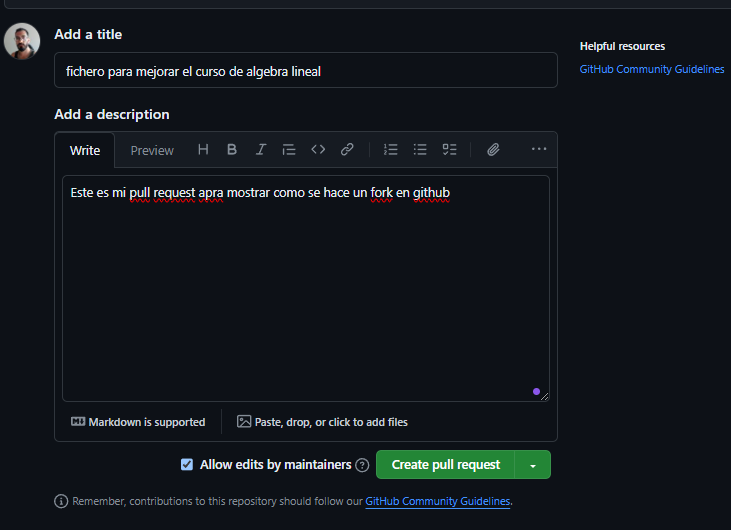 Add a title
fichero para mejorar el curso de algebra lineal
Helpful resources
GitHub Community Guidelines
Add a description
Write Preview H B I
Este es mi pull request apra mostrar como se hace un fork en github
Markdown is supported Paste, drop, or click to add files
Allow edits by maintainers ? Create pull request
Remember, contributions to this repository should follow our GitHub Community Guidelines.